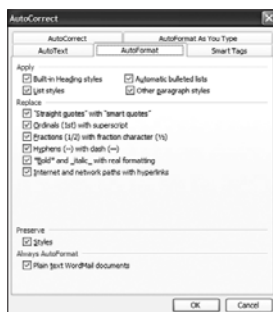 AutoCorrect
AutoCorrect AutoFormat As You Type
AutoText AutoFormat Smart Tags
Apply
Built-in Heading styles Automatic bulleted lists
List styles Other paragraph styles
Replace
"Straight quotes" with "smart quotes"
Ordinals (1st) with superscript
Fractions (1/2) with fraction character (½)
Hyphens (--) with dash (—)
*Bold* and _italic_ with real formatting
Internet and network paths with hyperlinks
Preserve
Styles
Always AutoFormat
Plain text WordMail documents
OK Cancel